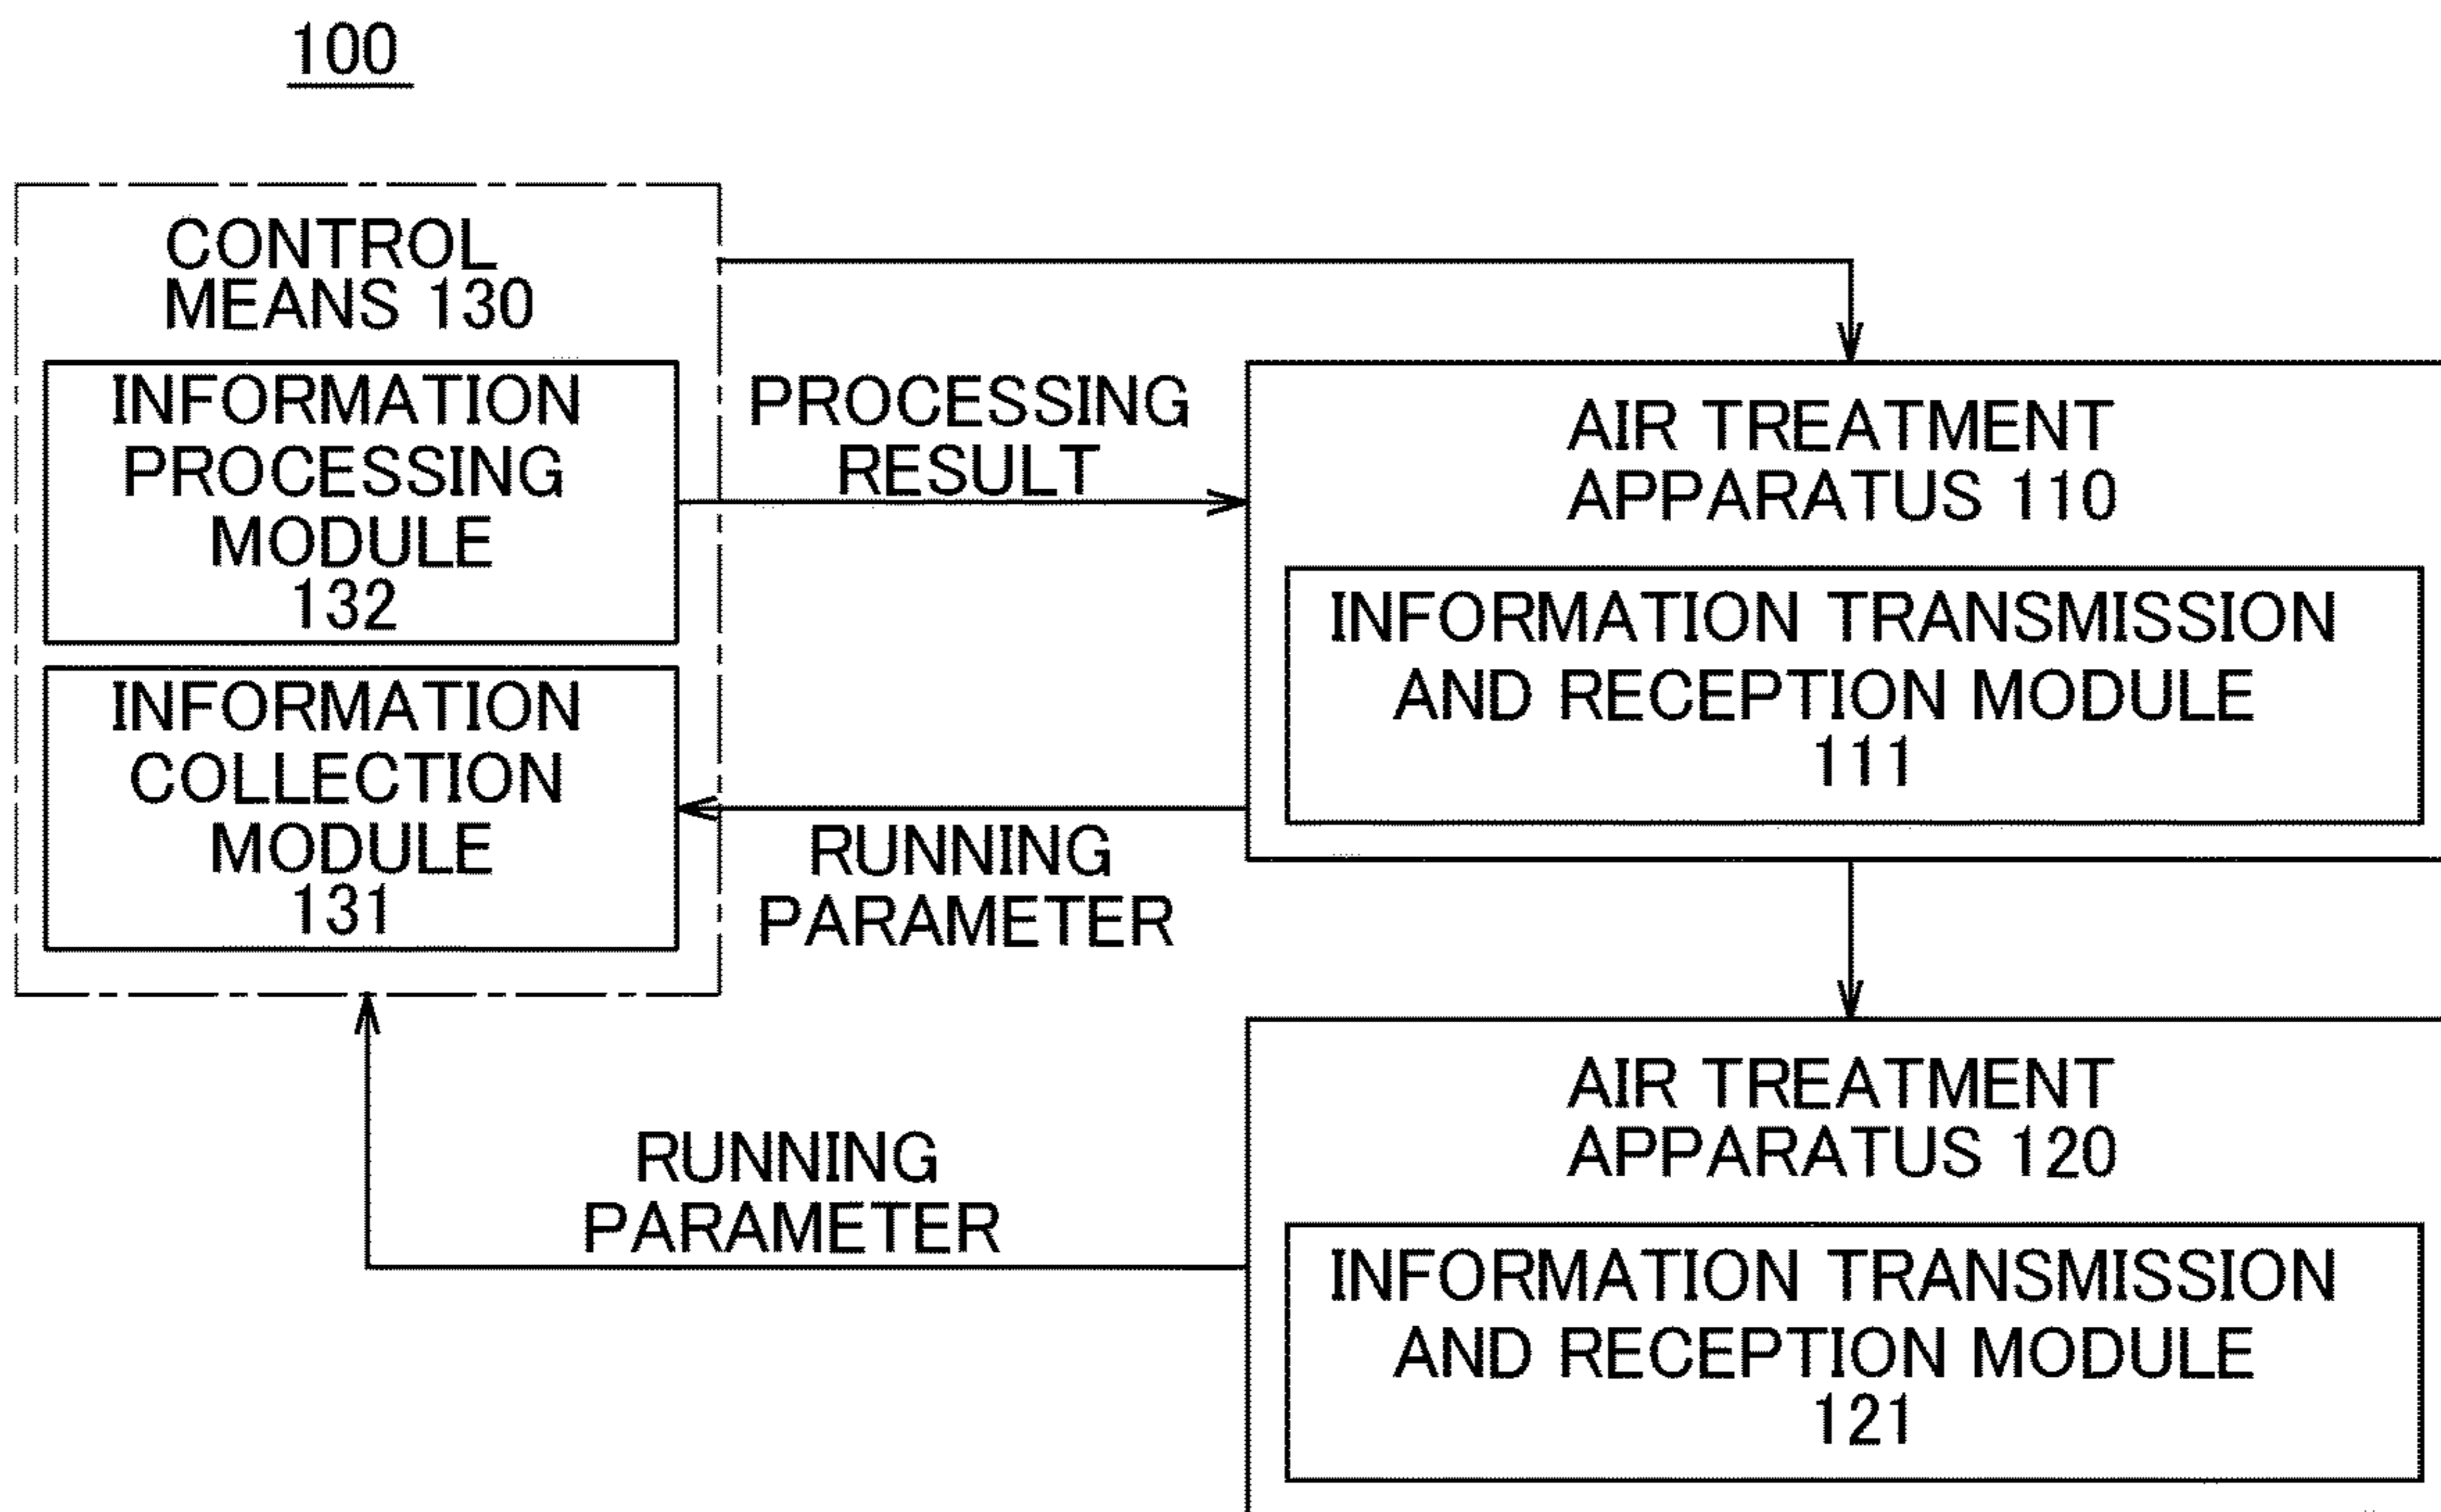 100
CONTROL
MEANS 130
INFORMATION
PROCESSING
MODULE
132
INFORMATION
COLLECTION
MODULE
131
PROCESSING
RESULT
RUNNING
PARAMETER
AIR TREATMENT
APPARATUS 110
INFORMATION TRANSMISSION
AND RECEPTION MODULE
111
RUNNING
PARAMETER
AIR TREATMENT
APPARATUS 120
INFORMATION TRANSMISSION
AND RECEPTION MODULE
121